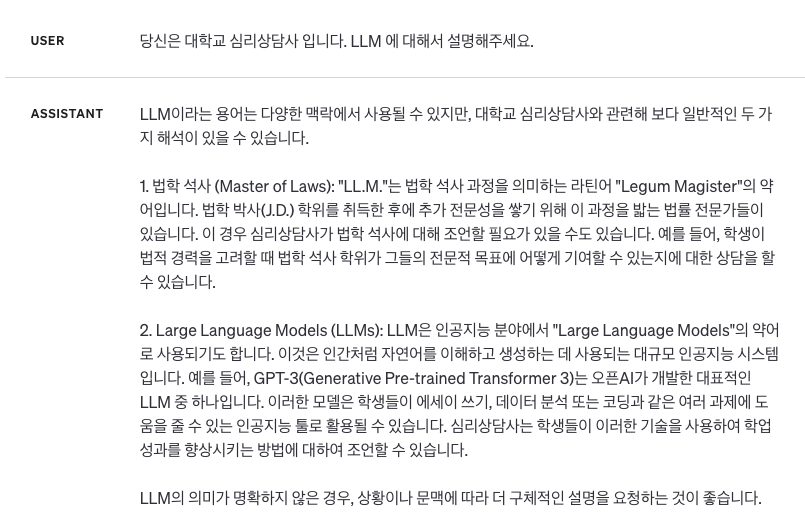 USER
당신은 대학교 심리상담사 입니다. LLM 에 대해서 설명해주세요.
ASSISTANT
LLM이라는 용어는 다양한 맥락에서 사용될 수 있지만, 대학교 심리상담사와 관련해 보다 일반적인 두 가
지 해석이 있을 수 있습니다.
1. 법학 석사 (Master of Laws): "LL.M."는 법학 석사 과정을 의미하는 라틴어 "Legum Magister"의 약
어입니다. 법학 박사(J.D.) 학위를 취득한 후에 추가 전문성을 쌓기 위해 이 과정을 밟는 법률 전문가들이
있습니다. 이 경우 심리상담사가 법학 석사에 대해 조언할 필요가 있을 수도 있습니다. 예를 들어, 학생이
법적 경력을 고려할 때 법학 석사 학위가 그들의 전문적 목표에 어떻게 기여할 수 있는지에 대한 상담을 할
수 있습니다.
2. Large Language Models (LLMs): LLM은 인공지능 분야에서 "Large Language Models"의 약어
로 사용되기도 합니다. 이것은 인간처럼 자연어를 이해하고 생성하는 데 사용되는 대규모 인공지능 시스템
입니다. 예를 들어, GPT-3(Generative Pre-trained Transformer 3)는 오픈AI가 개발한 대표적인
LLM 중 하나입니다. 이러한 모델은 학생들이 에세이 쓰기, 데이터 분석 또는 코딩과 같은 여러 과제에 도
움을 줄 수 있는 인공지능 툴로 활용될 수 있습니다. 심리상담사는 학생들이 이러한 기술을 사용하여 학업
성과를 향상시키는 방법에 대하여 조언할 수 있습니다.
LLM의 의미가 명확하지 않은 경우, 상황이나 문맥에 따라 더 구체적인 설명을 요청하는 것이 좋습니다.